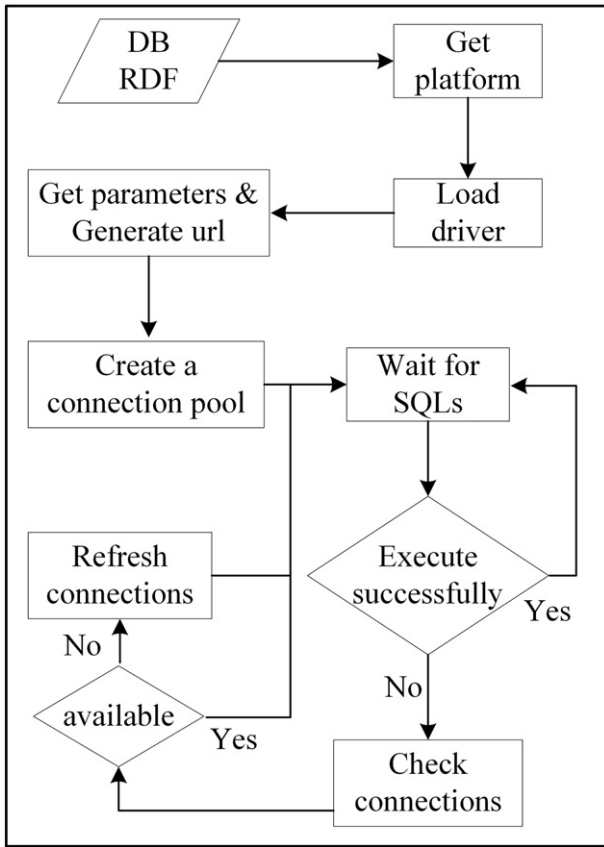 DB
RDF
Get
platform
Get parameters &
Generate url
Load
driver
Create a
connection pool
Wait for
SQLs
Refresh
connections
Execute
successfully
Yes
No
available
Yes
No
Check
connections